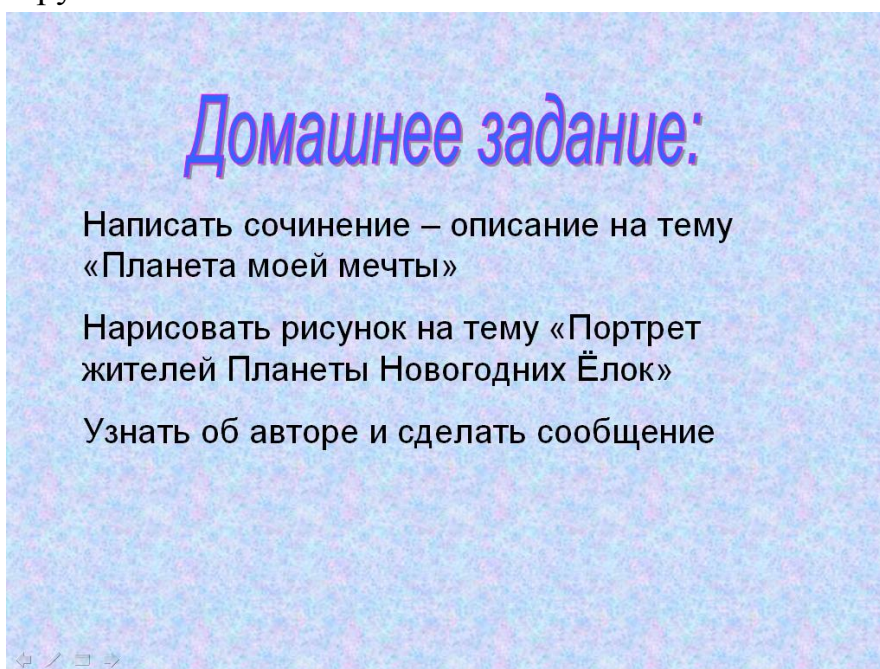 Домашнее задание:
Написать сочинение – описание на тему
«Планета моей мечты»
Нарисовать рисунок на тему «Портрет
жителей Планеты Новогодних Ёлок»
Узнать об авторе и сделать сообщение